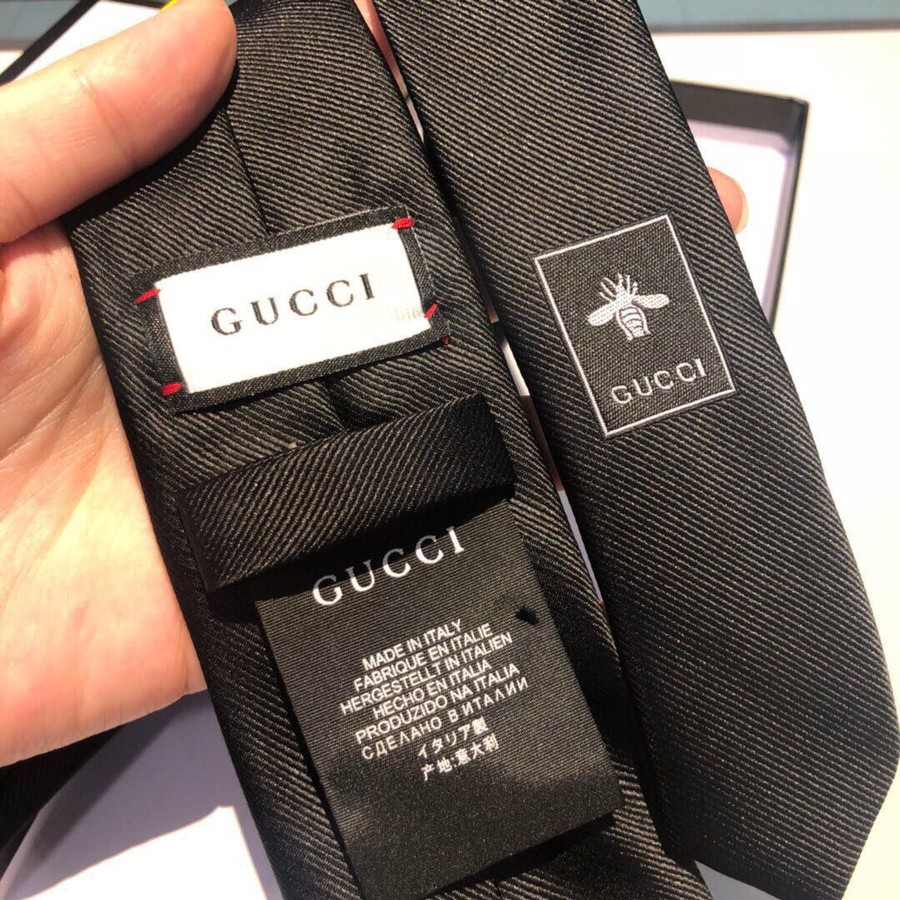 GUCCI
GUCCI
GUCCI
MADE IN ITALY
FABRIQUE EN ITALIE
HERGESTELLT IN ITALIEN
HECHO EN ITALIA
PRODUZIDO NA ITALIA
СДЕЛАНО В ИТАЛИИ
イタリア製
产地:意大利